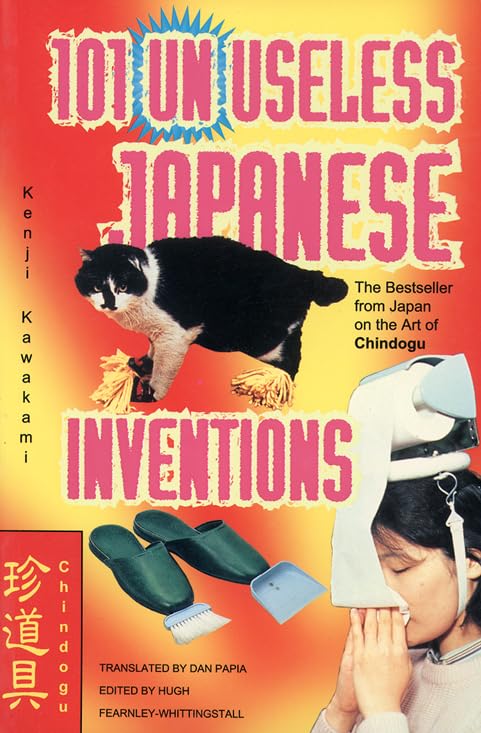 101 UN USELESS
JAPANESE
Kenji Kawakami
The Bestseller
from Japan
on the Art of
Chindogu
INVENTIONS
珍道具
Chindogu
TRANSLATED BY DAN PAPIA
EDITED BY HUGH
FEARNLEY-WHITTINGSTALL